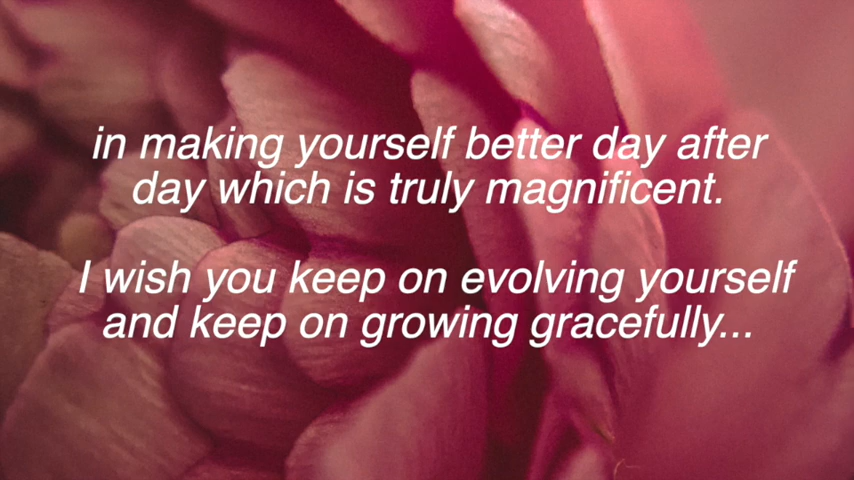 in making yourself better day after
day which is truly magnificent.
I wish you keep on evolving yourself
and keep on growing gracefully...